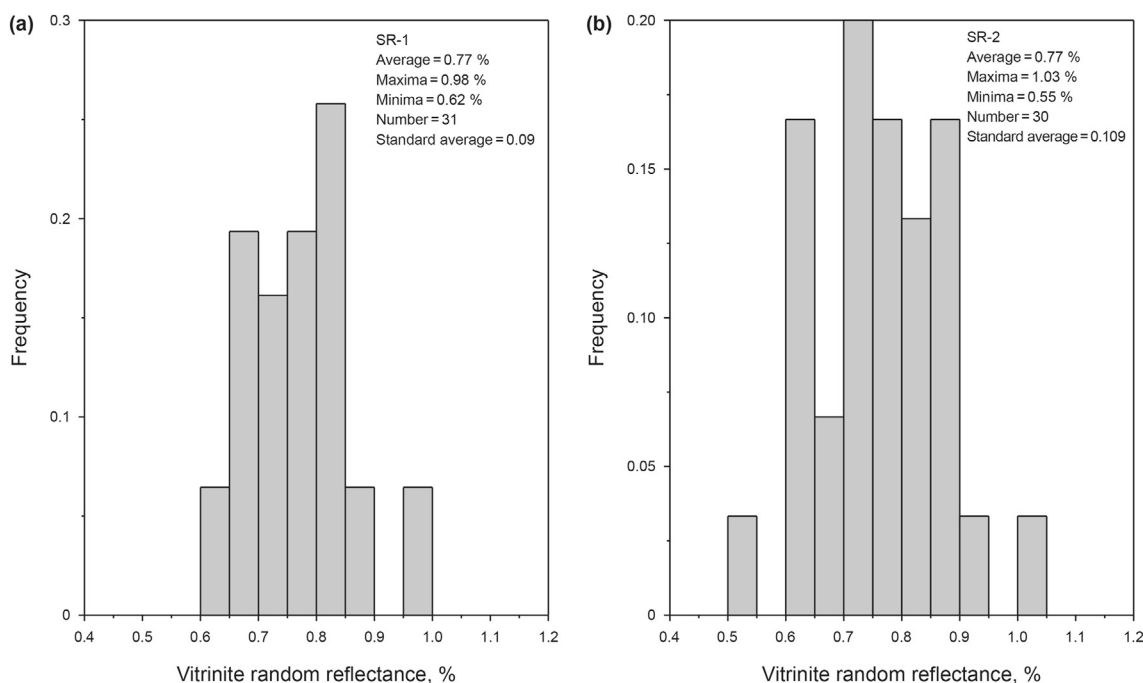 (a)
0.3
SR-1
Average = 0.77 %
Maxima = 0.98 %
Minima = 0.62 %
Number = 31
Standard average = 0.09
0.2
Frequency
0.1
0
0.4 0.5 0.6 0.7 0.8 0.9 1.0 1.1 1.2
Vitrinite random reflectance, %
(b)
0.20
SR-2
Average = 0.77 %
Maxima = 1.03 %
Minima = 0.55 %
Number = 30
Standard average = 0.109
0.15
Frequency
0.10
0.05
0
0.4 0.5 0.6 0.7 0.8 0.9 1.0 1.1 1.2
Vitrinite random reflectance, %